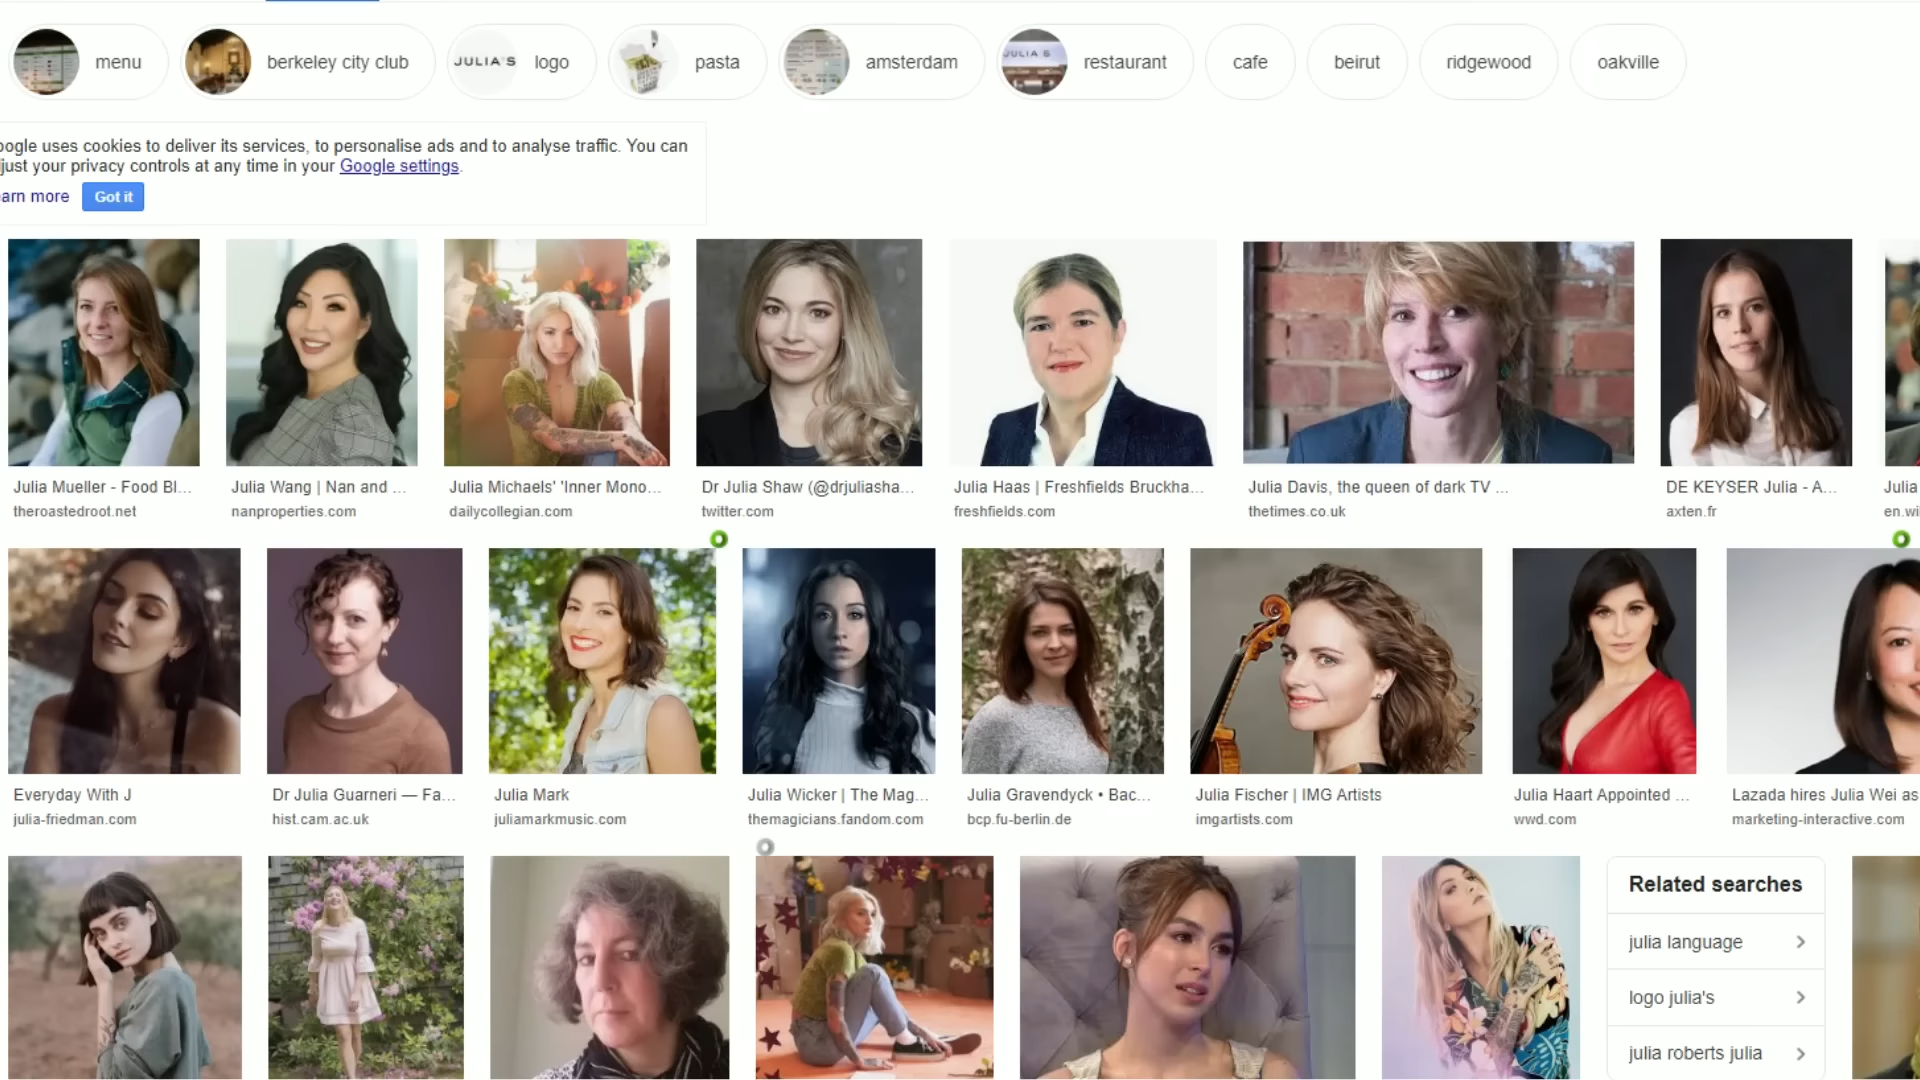 menu
berkeley city club
JULIA'S
logo
pasta
amsterdam
JULIA'S
restaurant
cafe
beirut
ridgewood
oakville
oogle uses cookies to deliver its services, to personalise ads and to analyse traffic. You can
just your privacy controls at any time in your Google settings.
arn more
Got it
Julia Mueller - Food Bl...
Julia Wang | Nan and ...
Julia Michaels' 'Inner Mono...
Dr Julia Shaw (@drjuliasha...
Julia Haas | Freshfields Bruckha...
Julia Davis, the queen of dark TV ...
DE KEYSER Julia - A...
Julia
theroastedroot.net
nanproperties.com
dailycollegian.com
twitter.com
freshfields.com
thetimes.co.uk
axten.fr
en.wi
Everyday With J
Dr Julia Guarneri — Fa...
Julia Mark
Julia Wicker | The Mag...
Julia Gravendyck • Bac...
Julia Fischer | IMG Artists
Julia Haart Appointed ...
Lazada hires Julia Wei as
julia-friedman.com
hist.cam.ac.uk
juliamarkmusic.com
themagicians.fandom.com
bcp.fu-berlin.de
imgartists.com
wwd.com
marketing-interactive.com
Related searches
julia language
logo julia's
julia roberts julia